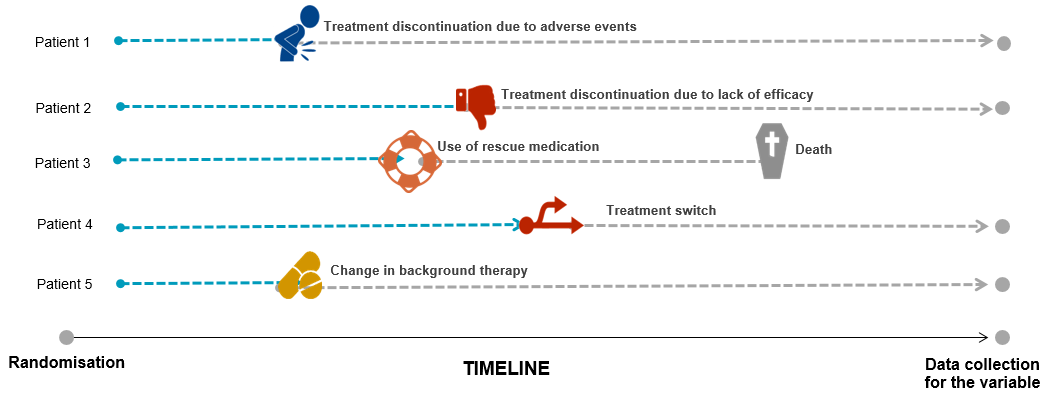 Patient 1
Treatment discontinuation due to adverse events
Patient 2
Treatment discontinuation due to lack of efficacy
Patient 3
Use of rescue medication
Death
Patient 4
Treatment switch
Patient 5
Change in background therapy
Randomisation
TIMELINE
Data collection
for the variable